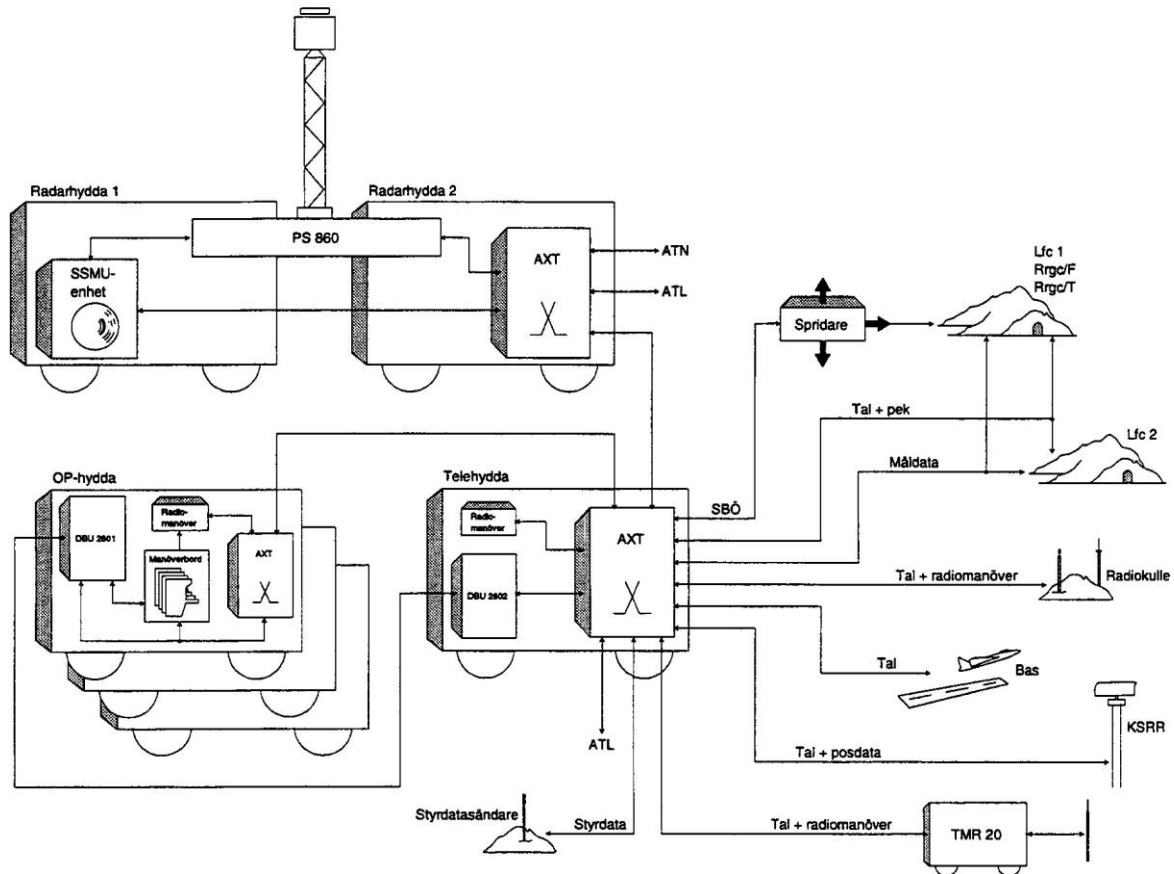 Radarhydda 1
Radarhydda 2
PS 860
SSMU-
enhet
AXT
ATN
ATL
Spridare
Lfc 1
Rrgc/F
Rrgc/T
Tal + pek
Lfc 2
Måldata
OP-hydda
Telehydda
SBÖ
DBU 2601
Radio-
manöver
Manöverbord
AXT
Radio-
manöver
DBU 2602
AXT
Tal + radiomanöver
Radiokulle
Tal
Bas
KSRR
ATL
Tal + posdata
Styrdatasändare
Styrdata
Tal + radiomanöver
TMR 20